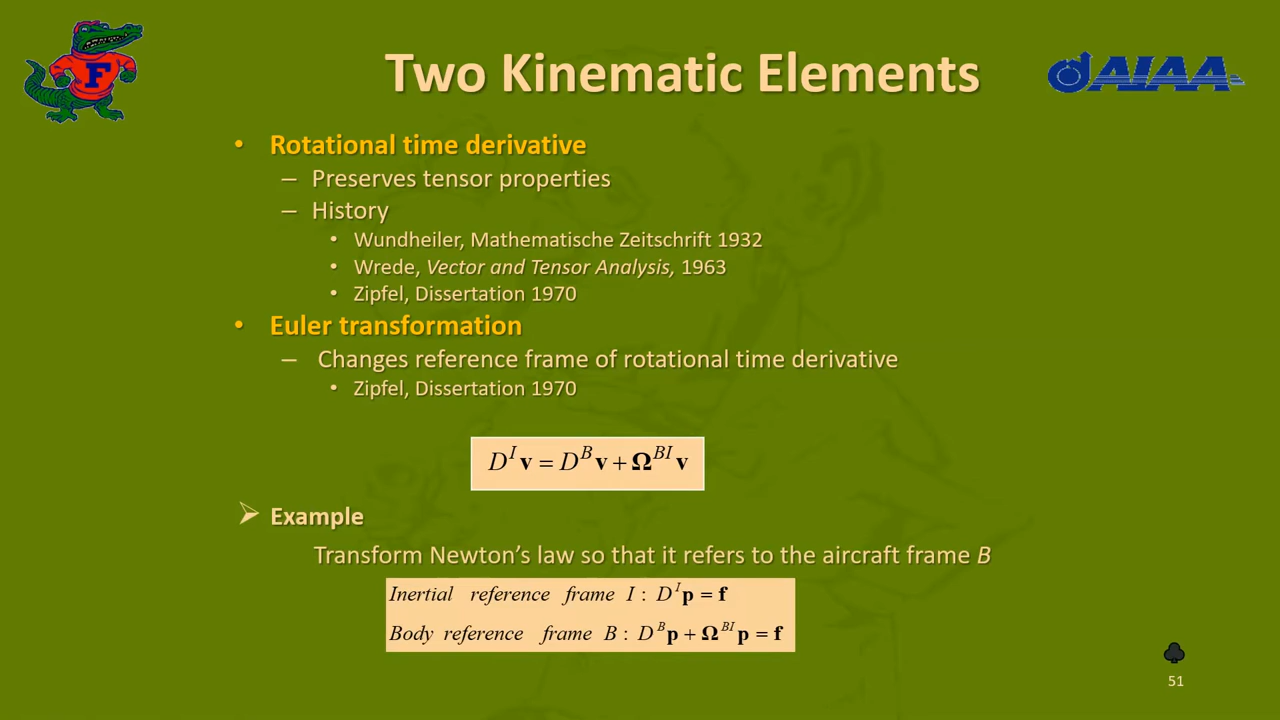 Two Kinematic Elements
F
AIAA
• Rotational time derivative
– Preserves tensor properties
– History
• Wundheiler, Mathematische Zeitschrift 1932
• Wrede, Vector and Tensor Analysis, 1963
• Zipfel, Dissertation 1970
• Euler transformation
– Changes reference frame of rotational time derivative
• Zipfel, Dissertation 1970
D^I v = D^B v + Ω^BI v
➢ Example
Transform Newton’s law so that it refers to the aircraft frame B
Inertial reference frame I : D^I p = f
Body reference frame B : D^B p + Ω^BI p = f
51